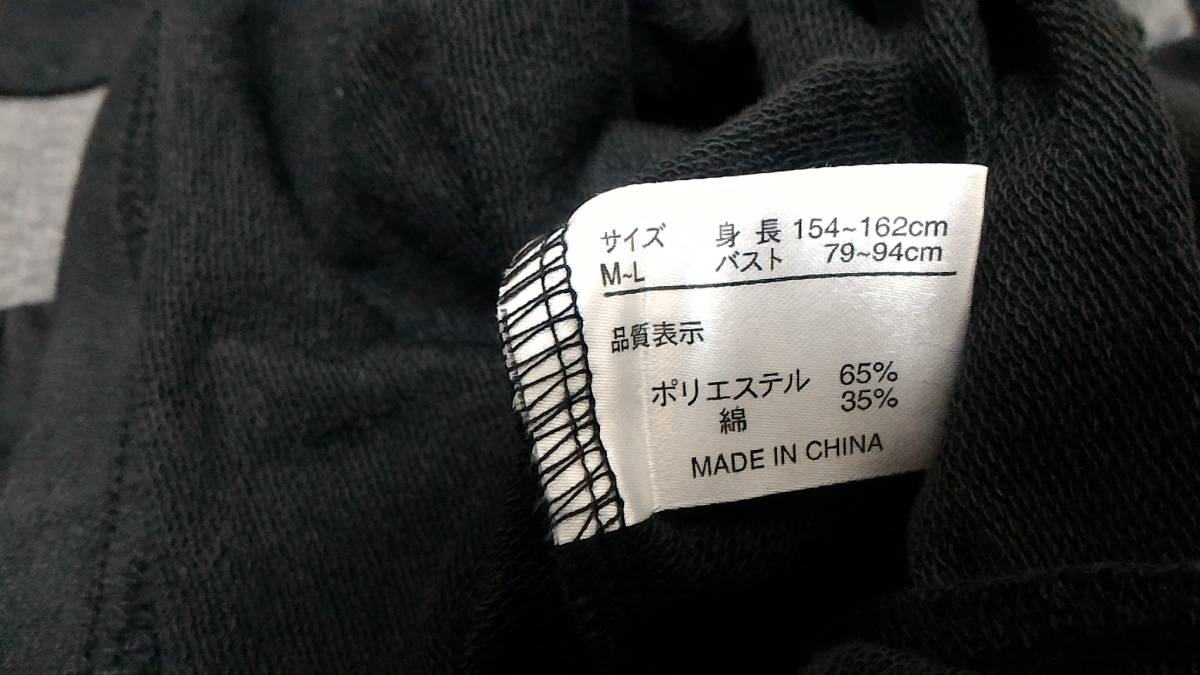 サイズ 身 長 154~162cm
M~L バスト 79~94cm
品質表示
ポリエステル 65%
綿 35%
MADE IN CHINA